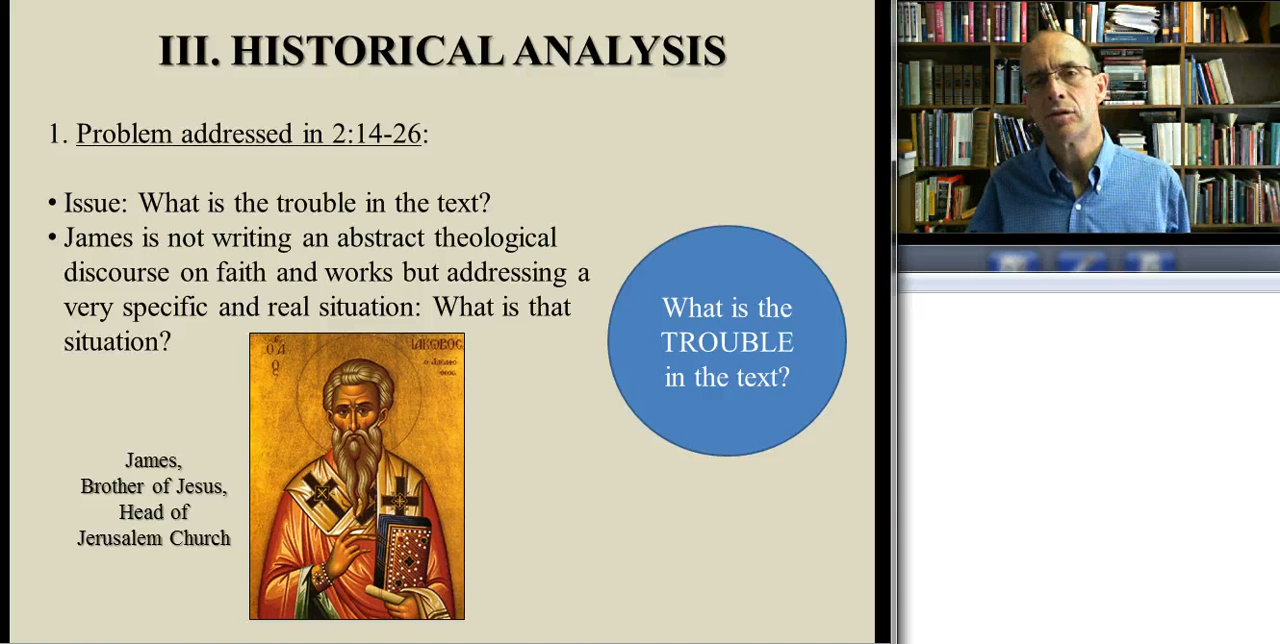 III. HISTORICAL ANALYSIS
1. Problem addressed in 2:14-26:
• Issue: What is the trouble in the text?
• James is not writing an abstract theological
discourse on faith and works but addressing a
very specific and real situation: What is that
situation?
What is the
TROUBLE
in the text?
ΙΑΚΩΒΟϹ
James,
Brother of Jesus,
Head of
Jerusalem Church